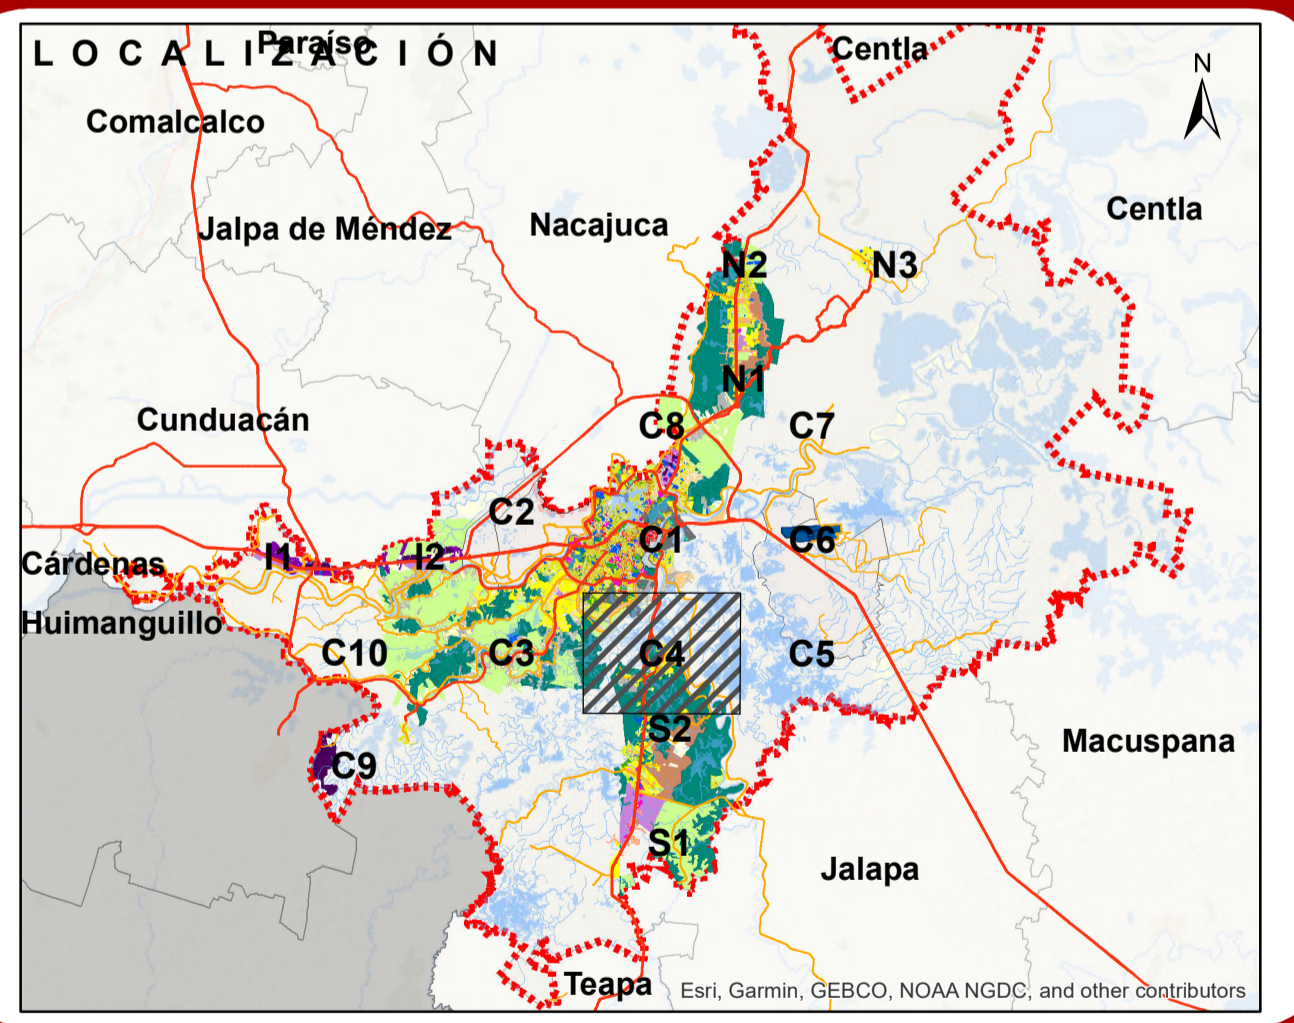 LOCALIZACIÓN
Paraíso
Centla
N
Comalcalco
Centla
Jalpa de Méndez
Nacajuca
N2
N3
N1
Cunduacán
C8
C7
C2
C1
C6
I1
I2
Cárdenas
Huimanguillo
C10
C3
C4
C5
S2
Macuspana
C9
S1
Jalapa
Teapa
Esri, Garmin, GEBCO, NOAA NGDC, and other contributors